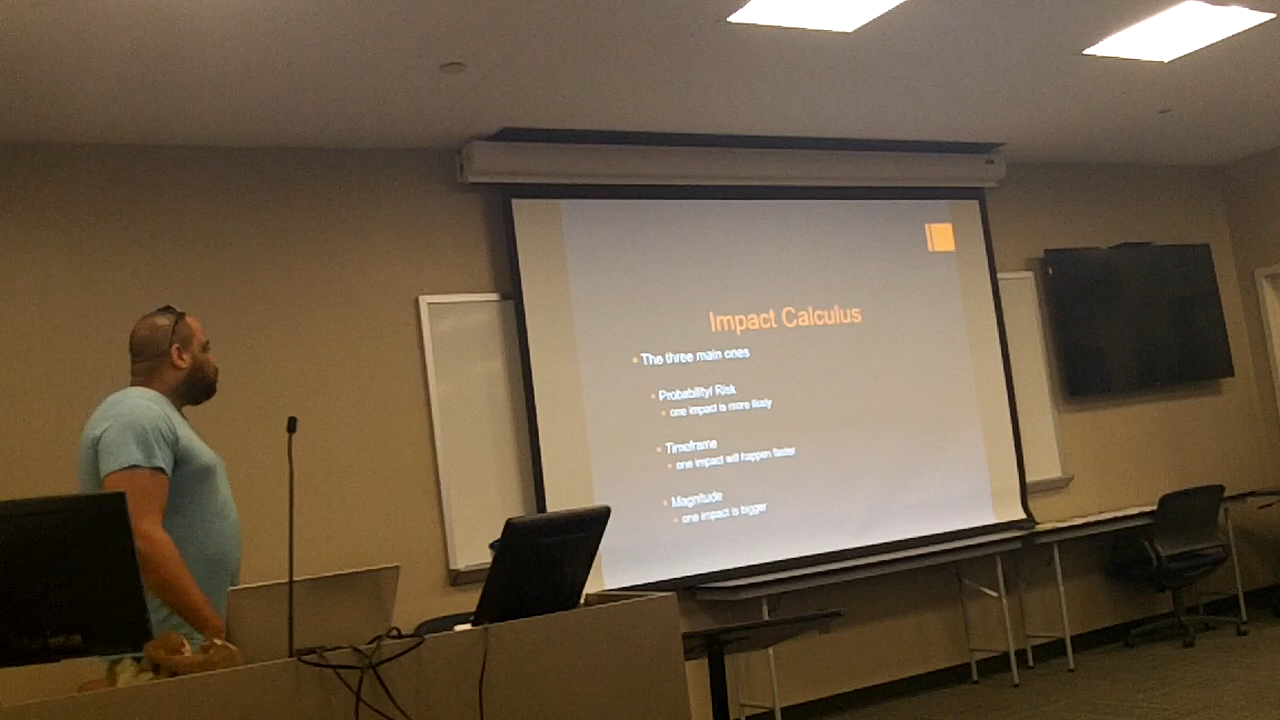 Impact Calculus
The three main ones
Probability/ Risk
one impact is more likely
Timeframe
one impact will happen faster
Magnitude
one impact is bigger